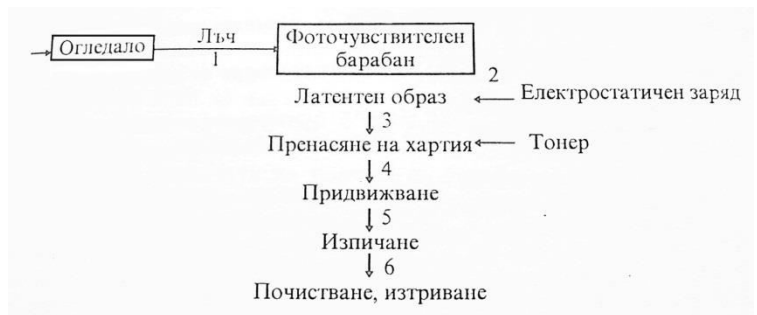 Огледало
Лъч
1
Фоточувствителен
барабан
2
Латентен образ
Електростатичен заряд
3
Пренасяне на хартия
Тонер
4
Придвижване
5
Изпичане
6
Почистване, изтриване